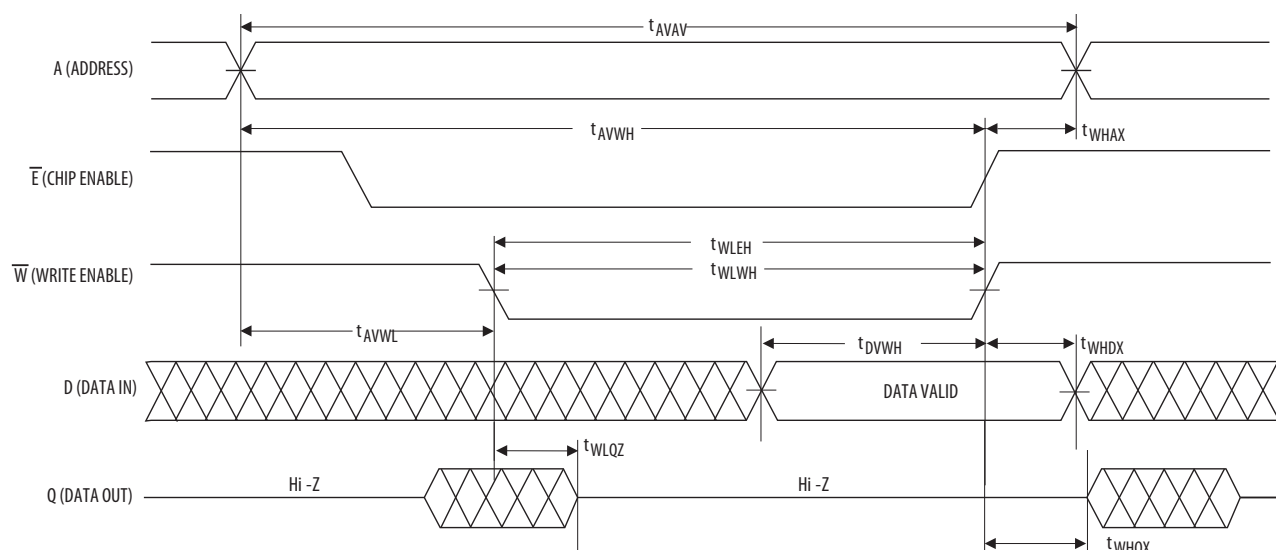 tAVAV
A (ADDRESS)
tAVWH
tWHAX
E̅ (CHIP ENABLE)
tWLEH
tWLWH
W̅ (WRITE ENABLE)
tAVWL
tDVWH
tWHDX
D (DATA IN)
DATA VALID
tWLQZ
Hi -Z
Hi -Z
Q (DATA OUT)
tWHQX